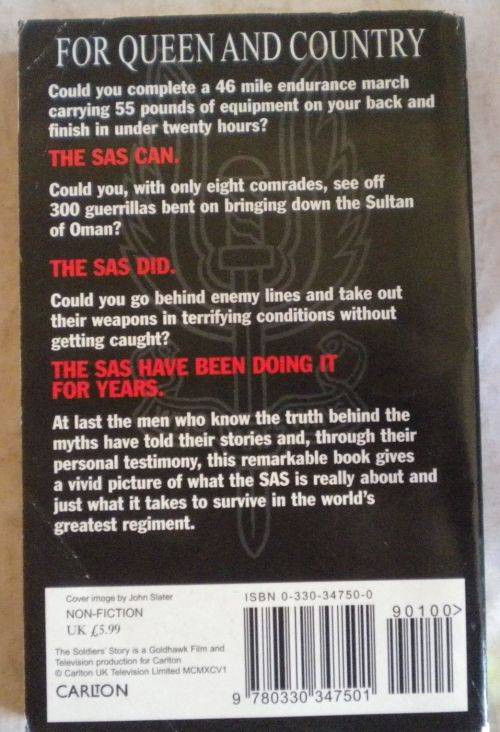 FOR QUEEN AND COUNTRY
Could you complete a 46 mile endurance march
carrying 55 pounds of equipment on your back and
finish in under twenty hours?
THE SAS CAN.
Could you, with only eight comrades, see off
300 guerrillas bent on bringing down the Sultan
of Oman?
THE SAS DID.
Could you go behind enemy lines and take out
their weapons in terrifying conditions without
getting caught?
THE SAS HAVE BEEN DOING IT
FOR YEARS.
At last the men who know the truth behind the
myths have told their stories and, through their
personal testimony, this remarkable book gives
a vivid picture of what the SAS is really about and
just what it takes to survive in the world's
greatest regiment.
Cover image by John Slater
NON-FICTION
UK £5.99
The Soldiers' Story is a Goldhawk Film and
Television production for Carlton
© Carlton UK Television Limited MCMXCV1
CARLTON
ISBN 0-330-34750-0
90100>
9 780330 347501